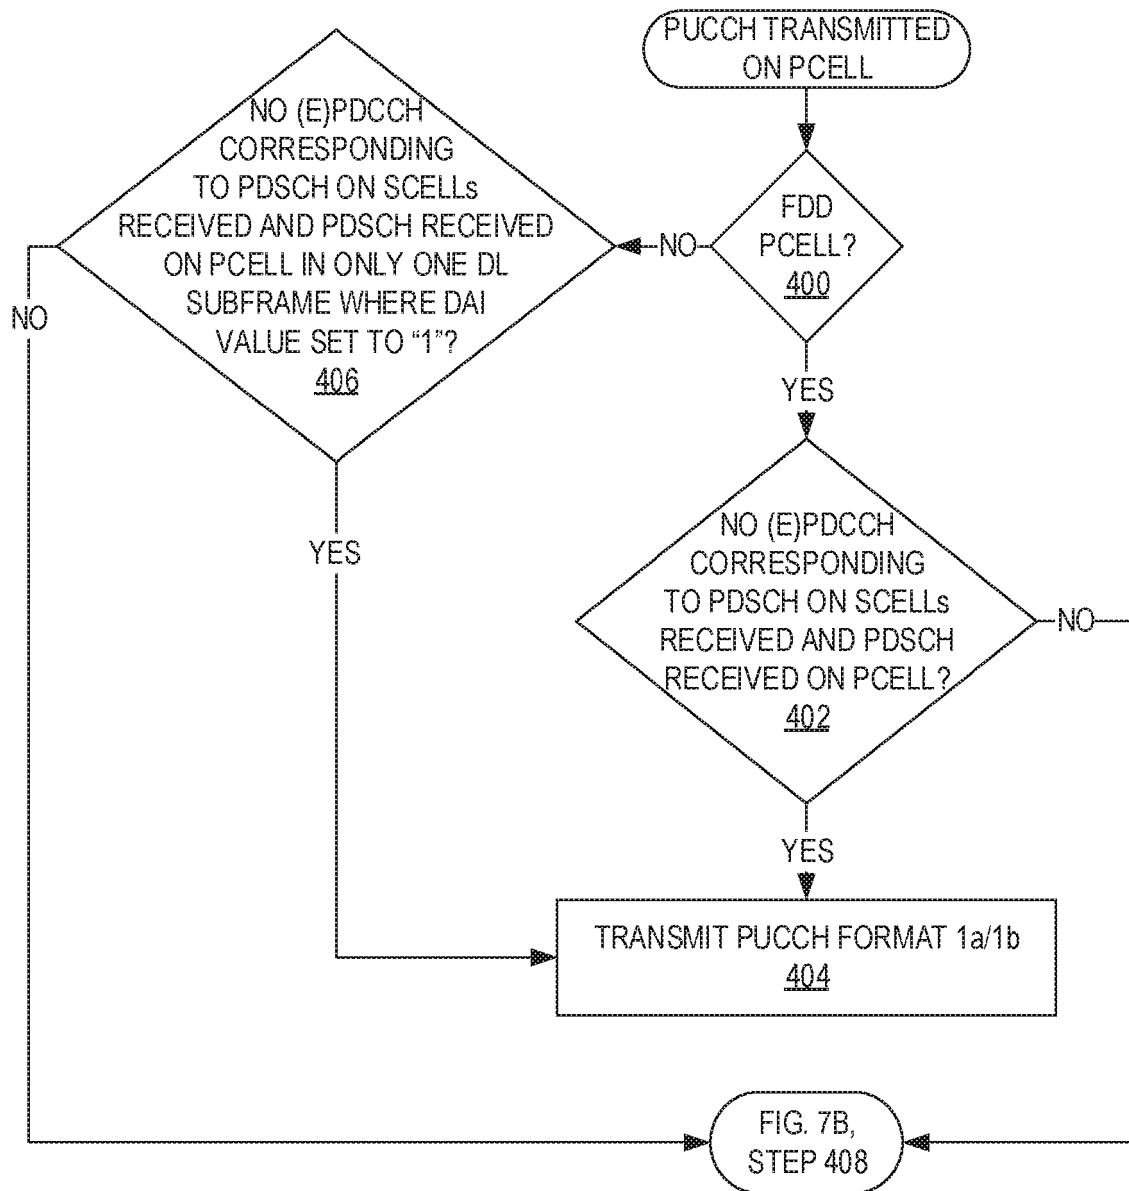 PUCCH TRANSMITTED
ON PCELL
FDD
PCELL?
400
NO
YES
NO (E)PDCCH
CORRESPONDING
TO PDSCH ON SCELLs
RECEIVED AND PDSCH RECEIVED
ON PCELL IN ONLY ONE DL
SUBFRAME WHERE DAI
VALUE SET TO “1”?
406
NO
YES
NO (E)PDCCH
CORRESPONDING
TO PDSCH ON SCELLs
RECEIVED AND PDSCH
RECEIVED ON PCELL?
402
NO
YES
TRANSMIT PUCCH FORMAT 1a/1b
404
FIG. 7B,
STEP 408